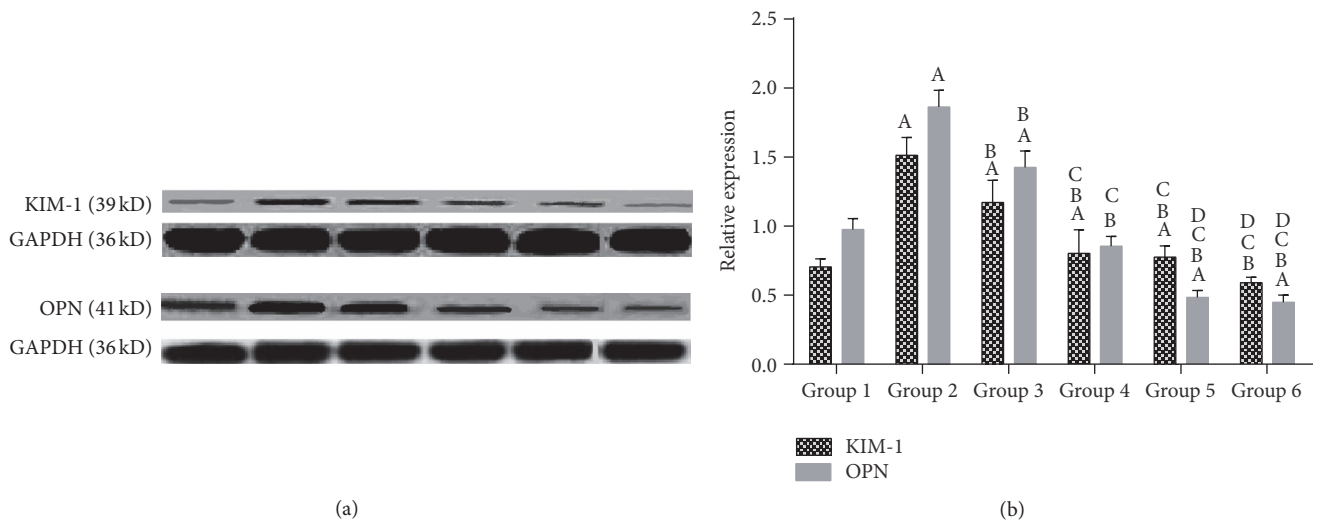 KIM-1 (39 kD)
GAPDH (36 kD)
OPN (41 kD)
GAPDH (36 kD)
(a)
Relative expression
2.5
2.0
1.5
1.0
0.5
0.0
A
A
B
A
B
A
C
B
A
C
B
C
B
A
D
C
B
A
D
C
B
D
C
B
A
Group 1 Group 2 Group 3 Group 4 Group 5 Group 6
KIM-1
OPN
(b)